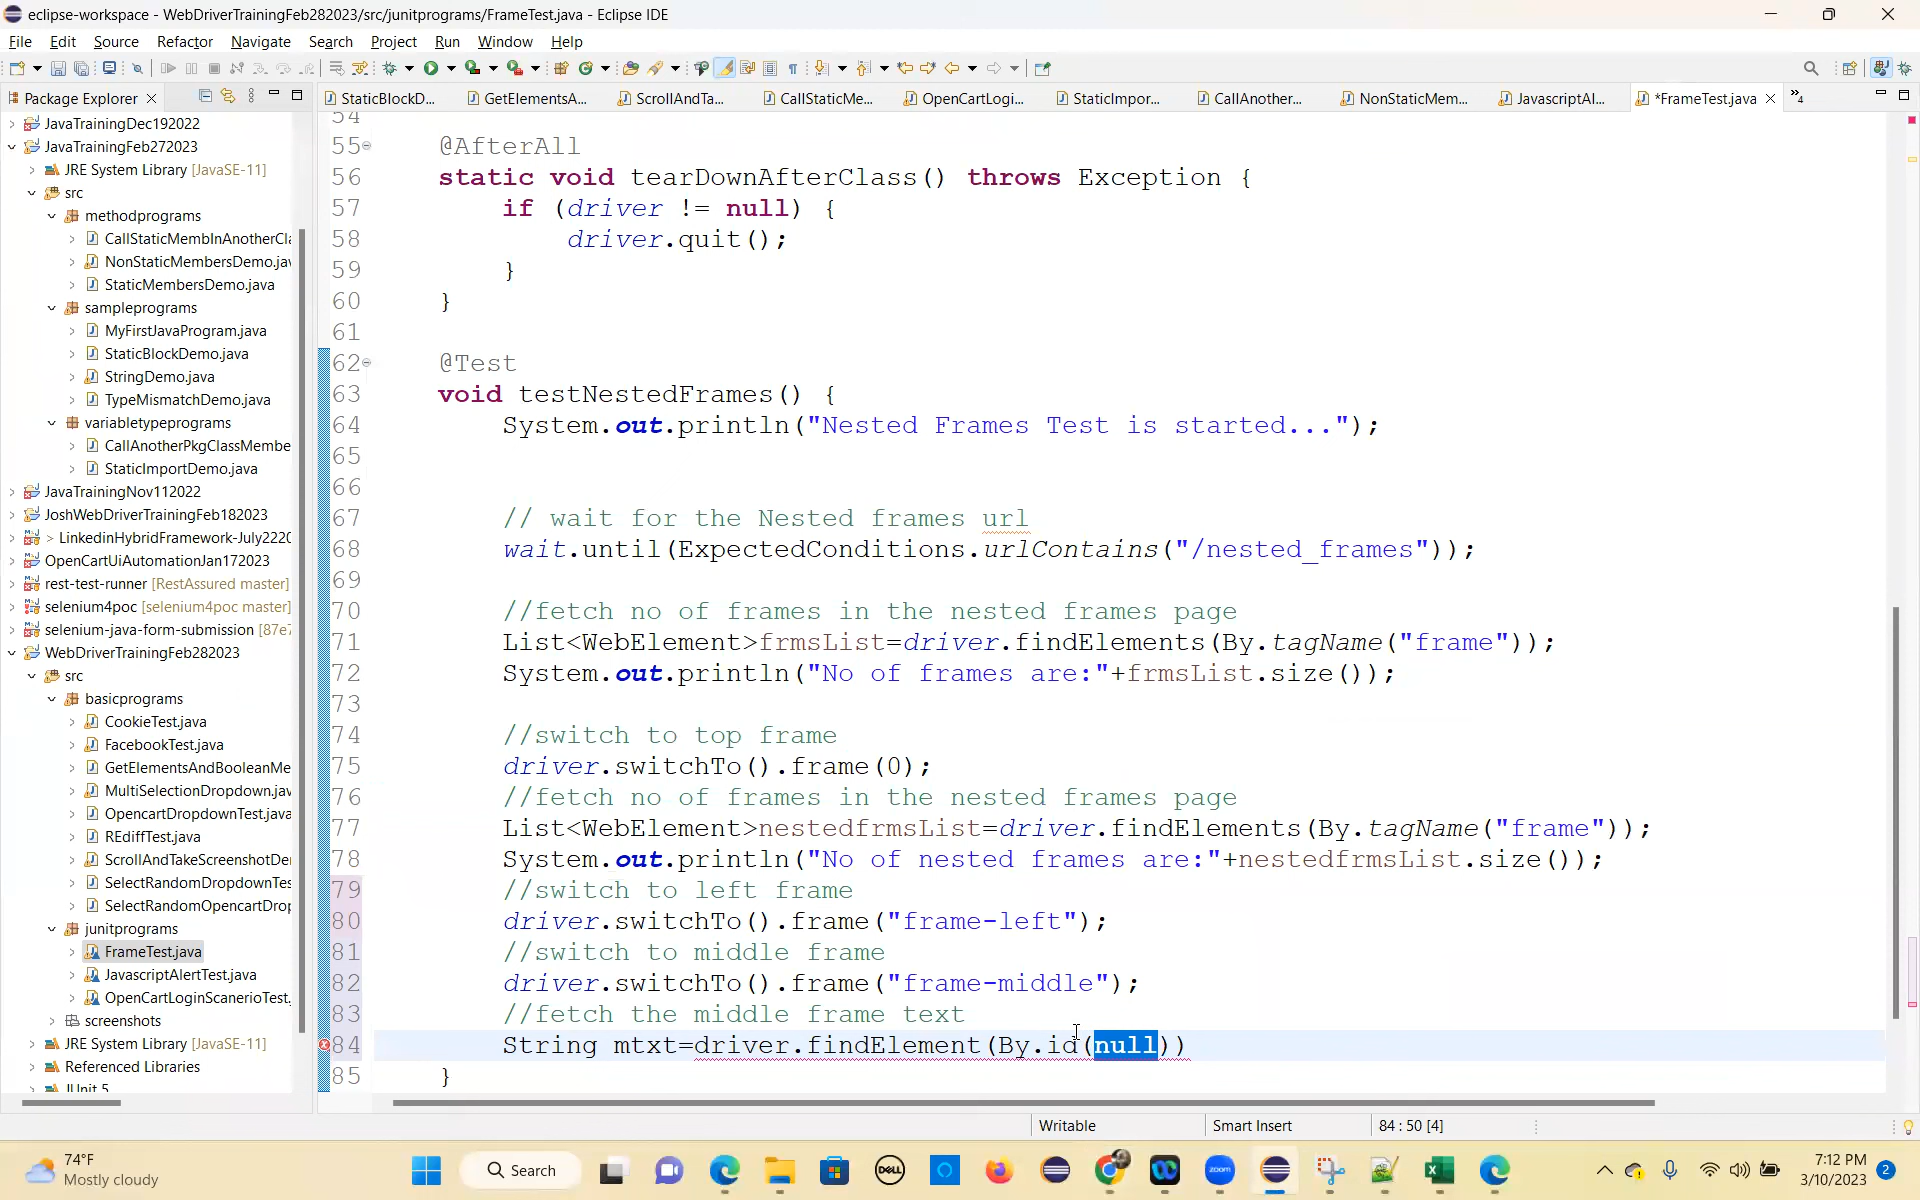 eclipse-workspace - WebDriverTrainingFeb282023/src/junitprograms/FrameTest.java - Eclipse IDE
File Edit Source Refactor Navigate Search Project Run Window Help
Package Explorer
StaticBlockD... GetElementsA... ScrollAndTa... CallStaticMe... OpenCartLogi... StaticImpor... CallAnother... NonStaticMem... JavascriptAl... *FrameTest.java »4
JavaTrainingDec192022
JavaTrainingFeb272023
JRE System Library [JavaSE-11]
src
methodprograms
CallStaticMembInAnotherCl
NonStaticMembersDemo.jav
StaticMembersDemo.java
sampleprograms
MyFirstJavaProgram.java
StaticBlockDemo.java
StringDemo.java
TypeMismatchDemo.java
variabletypeprograms
CallAnotherPkgClassMembe
StaticImportDemo.java
JavaTrainingNov112022
JoshWebDriverTrainingFeb182023
> LinkedinHybridFramework-July2220
OpenCartUiAutomationJan172023
rest-test-runner [RestAssured master]
selenium4poc [selenium4poc master]
selenium-java-form-submission [87e7
WebDriverTrainingFeb282023
src
basicprograms
CookieTest.java
FacebookTest.java
GetElementsAndBooleanMe
MultiSelectionDropdown.jav
OpencartDropdownTest.java
REdiffTest.java
ScrollAndTakeScreenshotDe
SelectRandomDropdownTes
SelectRandomOpencartDrop
junitprograms
FrameTest.java
JavascriptAlertTest.java
OpenCartLoginScanerioTest.
screenshots
JRE System Library [JavaSE-11]
Referenced Libraries
JUnit 5
54
55 @AfterAll
56 static void tearDownAfterClass() throws Exception {
57 if (driver != null) {
58 driver.quit();
59 }
60 }
61
62 @Test
63 void testNestedFrames() {
64 System.out.println("Nested Frames Test is started...");
65
66
67 // wait for the Nested frames url
68 wait.until(ExpectedConditions.urlContains("/nested_frames"));
69
70 //fetch no of frames in the nested frames page
71 List<WebElement>frmsList=driver.findElements(By.tagName("frame"));
72 System.out.println("No of frames are:"+frmsList.size());
73
74 //switch to top frame
75 driver.switchTo().frame(0);
76 //fetch no of frames in the nested frames page
77 List<WebElement>nestedfrmsList=driver.findElements(By.tagName("frame"));
78 System.out.println("No of nested frames are:"+nestedfrmsList.size());
79 //switch to left frame
80 driver.switchTo().frame("frame-left");
81 //switch to middle frame
82 driver.switchTo().frame("frame-middle");
83 //fetch the middle frame text
84 String mtxt=driver.findElement(By.id(null))
85 }
Writable Smart Insert 84 : 50 [4]
74°F
Mostly cloudy
Search
DELL
zoom
7:12 PM
3/10/2023
2